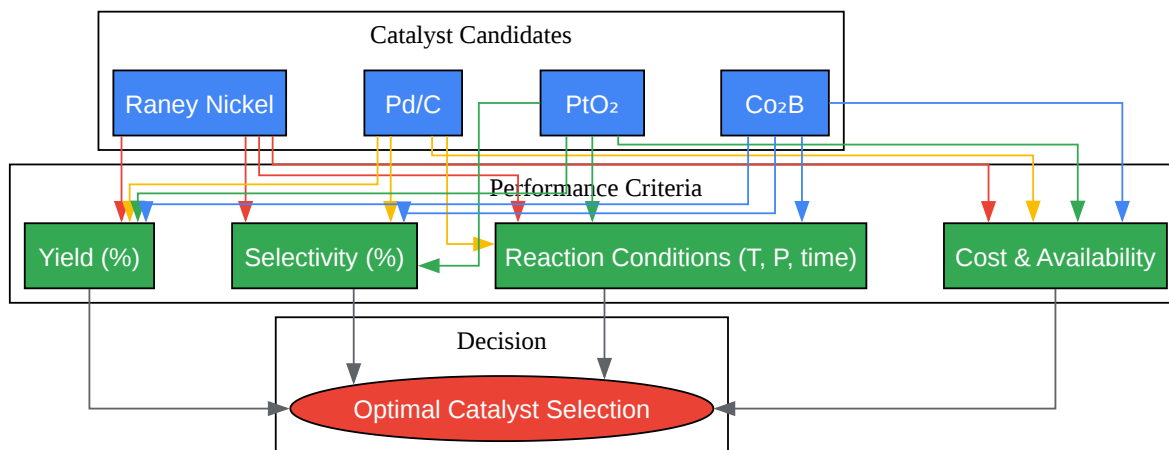 Catalyst Candidates
Raney Nickel
Pd/C
PtO₂
Co₂B
Performance Criteria
Yield (%)
Selectivity (%)
Reaction Conditions (T, P, time)
Cost & Availability
Decision
Optimal Catalyst Selection